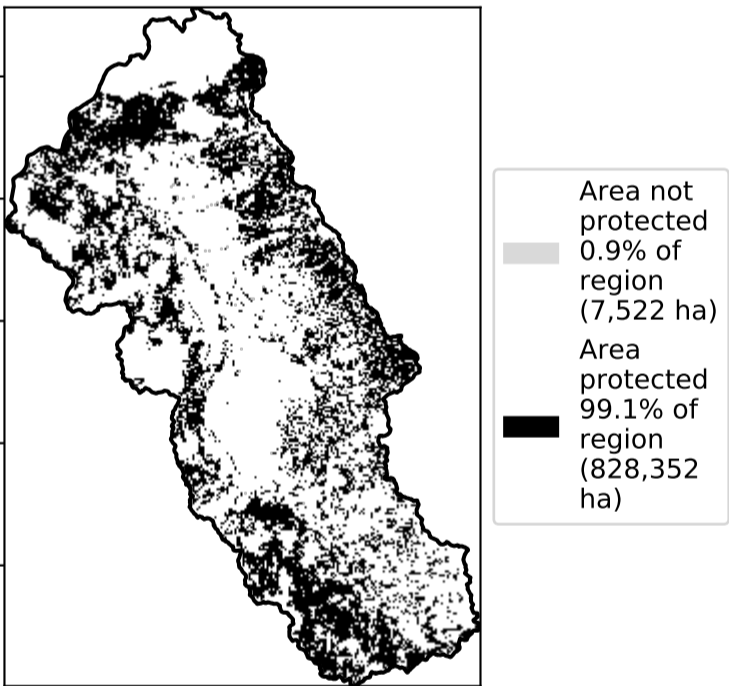 Area not
protected
0.9% of
region
(7,522 ha)
Area
protected
99.1% of
region
(828,352
ha)